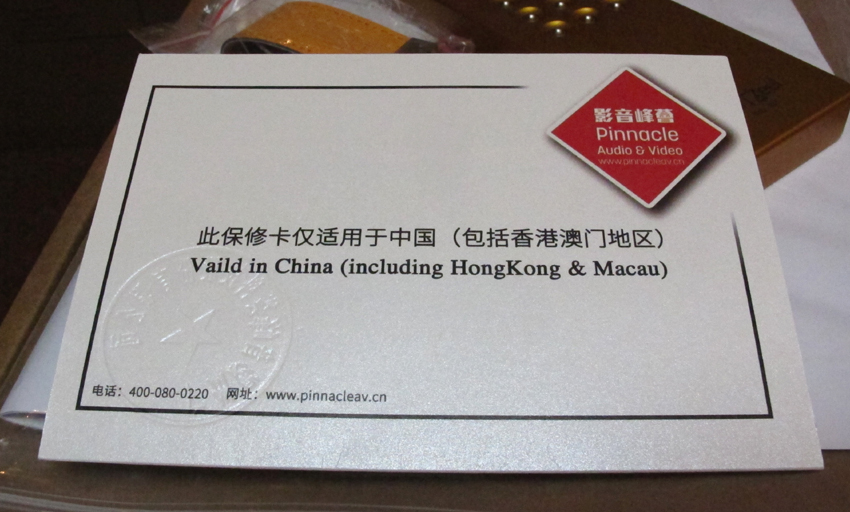 影音峰荟
Pinnacle
Audio & Video
www.pinnacleav.cn
此保修卡仅适用于中国（包括香港澳门地区）
Vaild in China (including HongKong & Macau)
电话：400-080-0220 网址：www.pinnacleav.cn